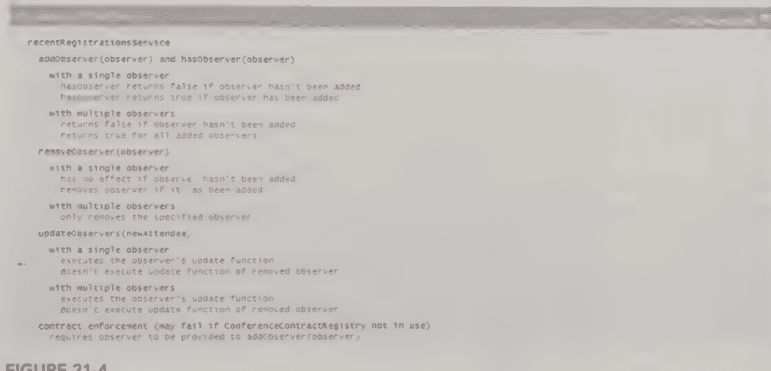 recentRegistrationsService
addObserver(observer) and hasObserver(observer)
with a single observer
hasObserver returns false if observer hasn't been added
hasObserver returns true if observer has been added
with multiple observers
returns false if observer hasn't been added
returns true for all added observers
removeObserver(observer)
with a single observer
has no effect if observe hasn't been added
removes observer if it as been added
with multiple observers
only removes the specified observer
updateObservers(newAttendee)
with a single observer
executes the observer's update function
doesn't execute update function of removed observer
with multiple observers
executes the observer's update function
doesn't execute update function of removed observer
contract enforcement (may fail if ConferenceContractRegistry not in use)
requires observer to be provided to addObserver(observer)
FIGURE 21-4